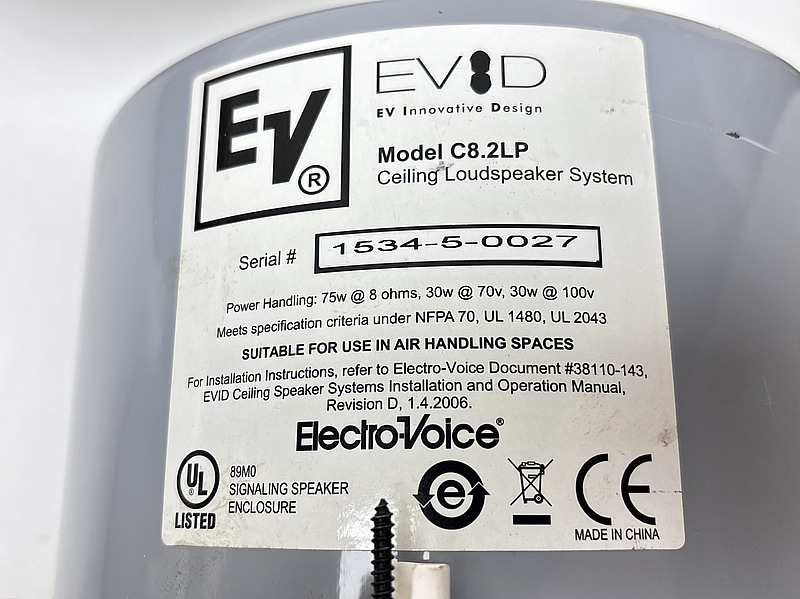 EV®
EVID
EV Innovative Design
Model C8.2LP
Ceiling Loudspeaker System
Serial # 1534-5-0027
Power Handling: 75w @ 8 ohms, 30w @ 70v, 30w @ 100v
Meets specification criteria under NFPA 70, UL 1480, UL 2043
SUITABLE FOR USE IN AIR HANDLING SPACES
For Installation Instructions, refer to Electro-Voice Document #38110-143,
EVID Ceiling Speaker Systems Installation and Operation Manual,
Revision D, 1.4.2006.
Electro-Voice®
UL
LISTED
89M0
SIGNALING SPEAKER
ENCLOSURE
e
CE
MADE IN CHINA